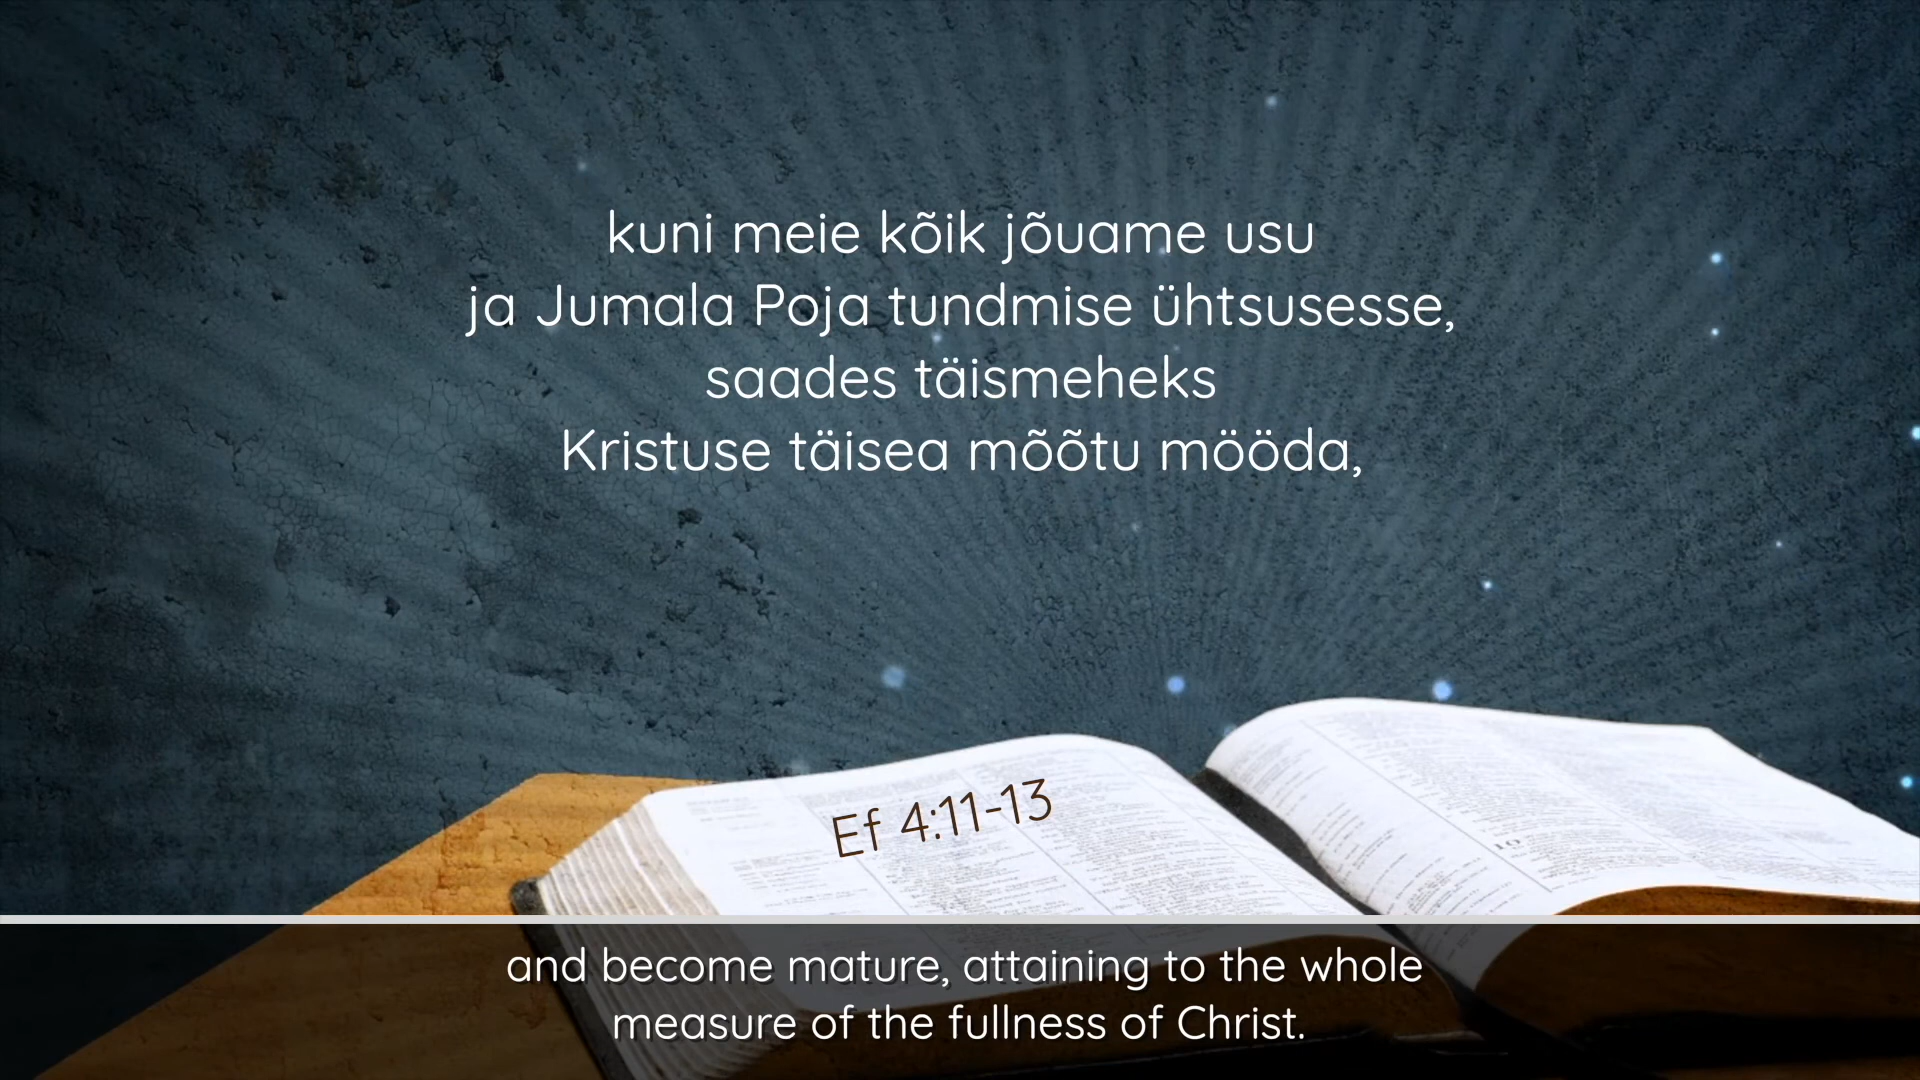 kuni meie kõik jõuame usu
ja Jumala Poja tundmise ühtsusesse,
saades täismeheks
Kristuse täisea mõõtu mööda,
Ef 4:11-13
and become mature, attaining to the whole
measure of the fullness of Christ.